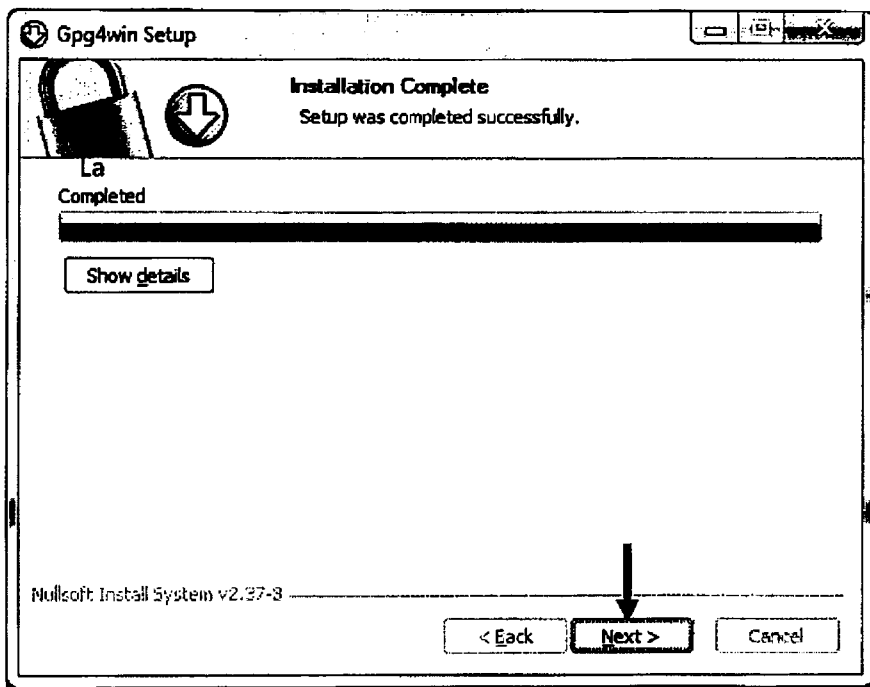 Gpg4win Setup
Installation Complete
Setup was completed successfully.
La
Completed
Show details
Nullsoft Install System v2.37-3
< Back
Next >
Cancel